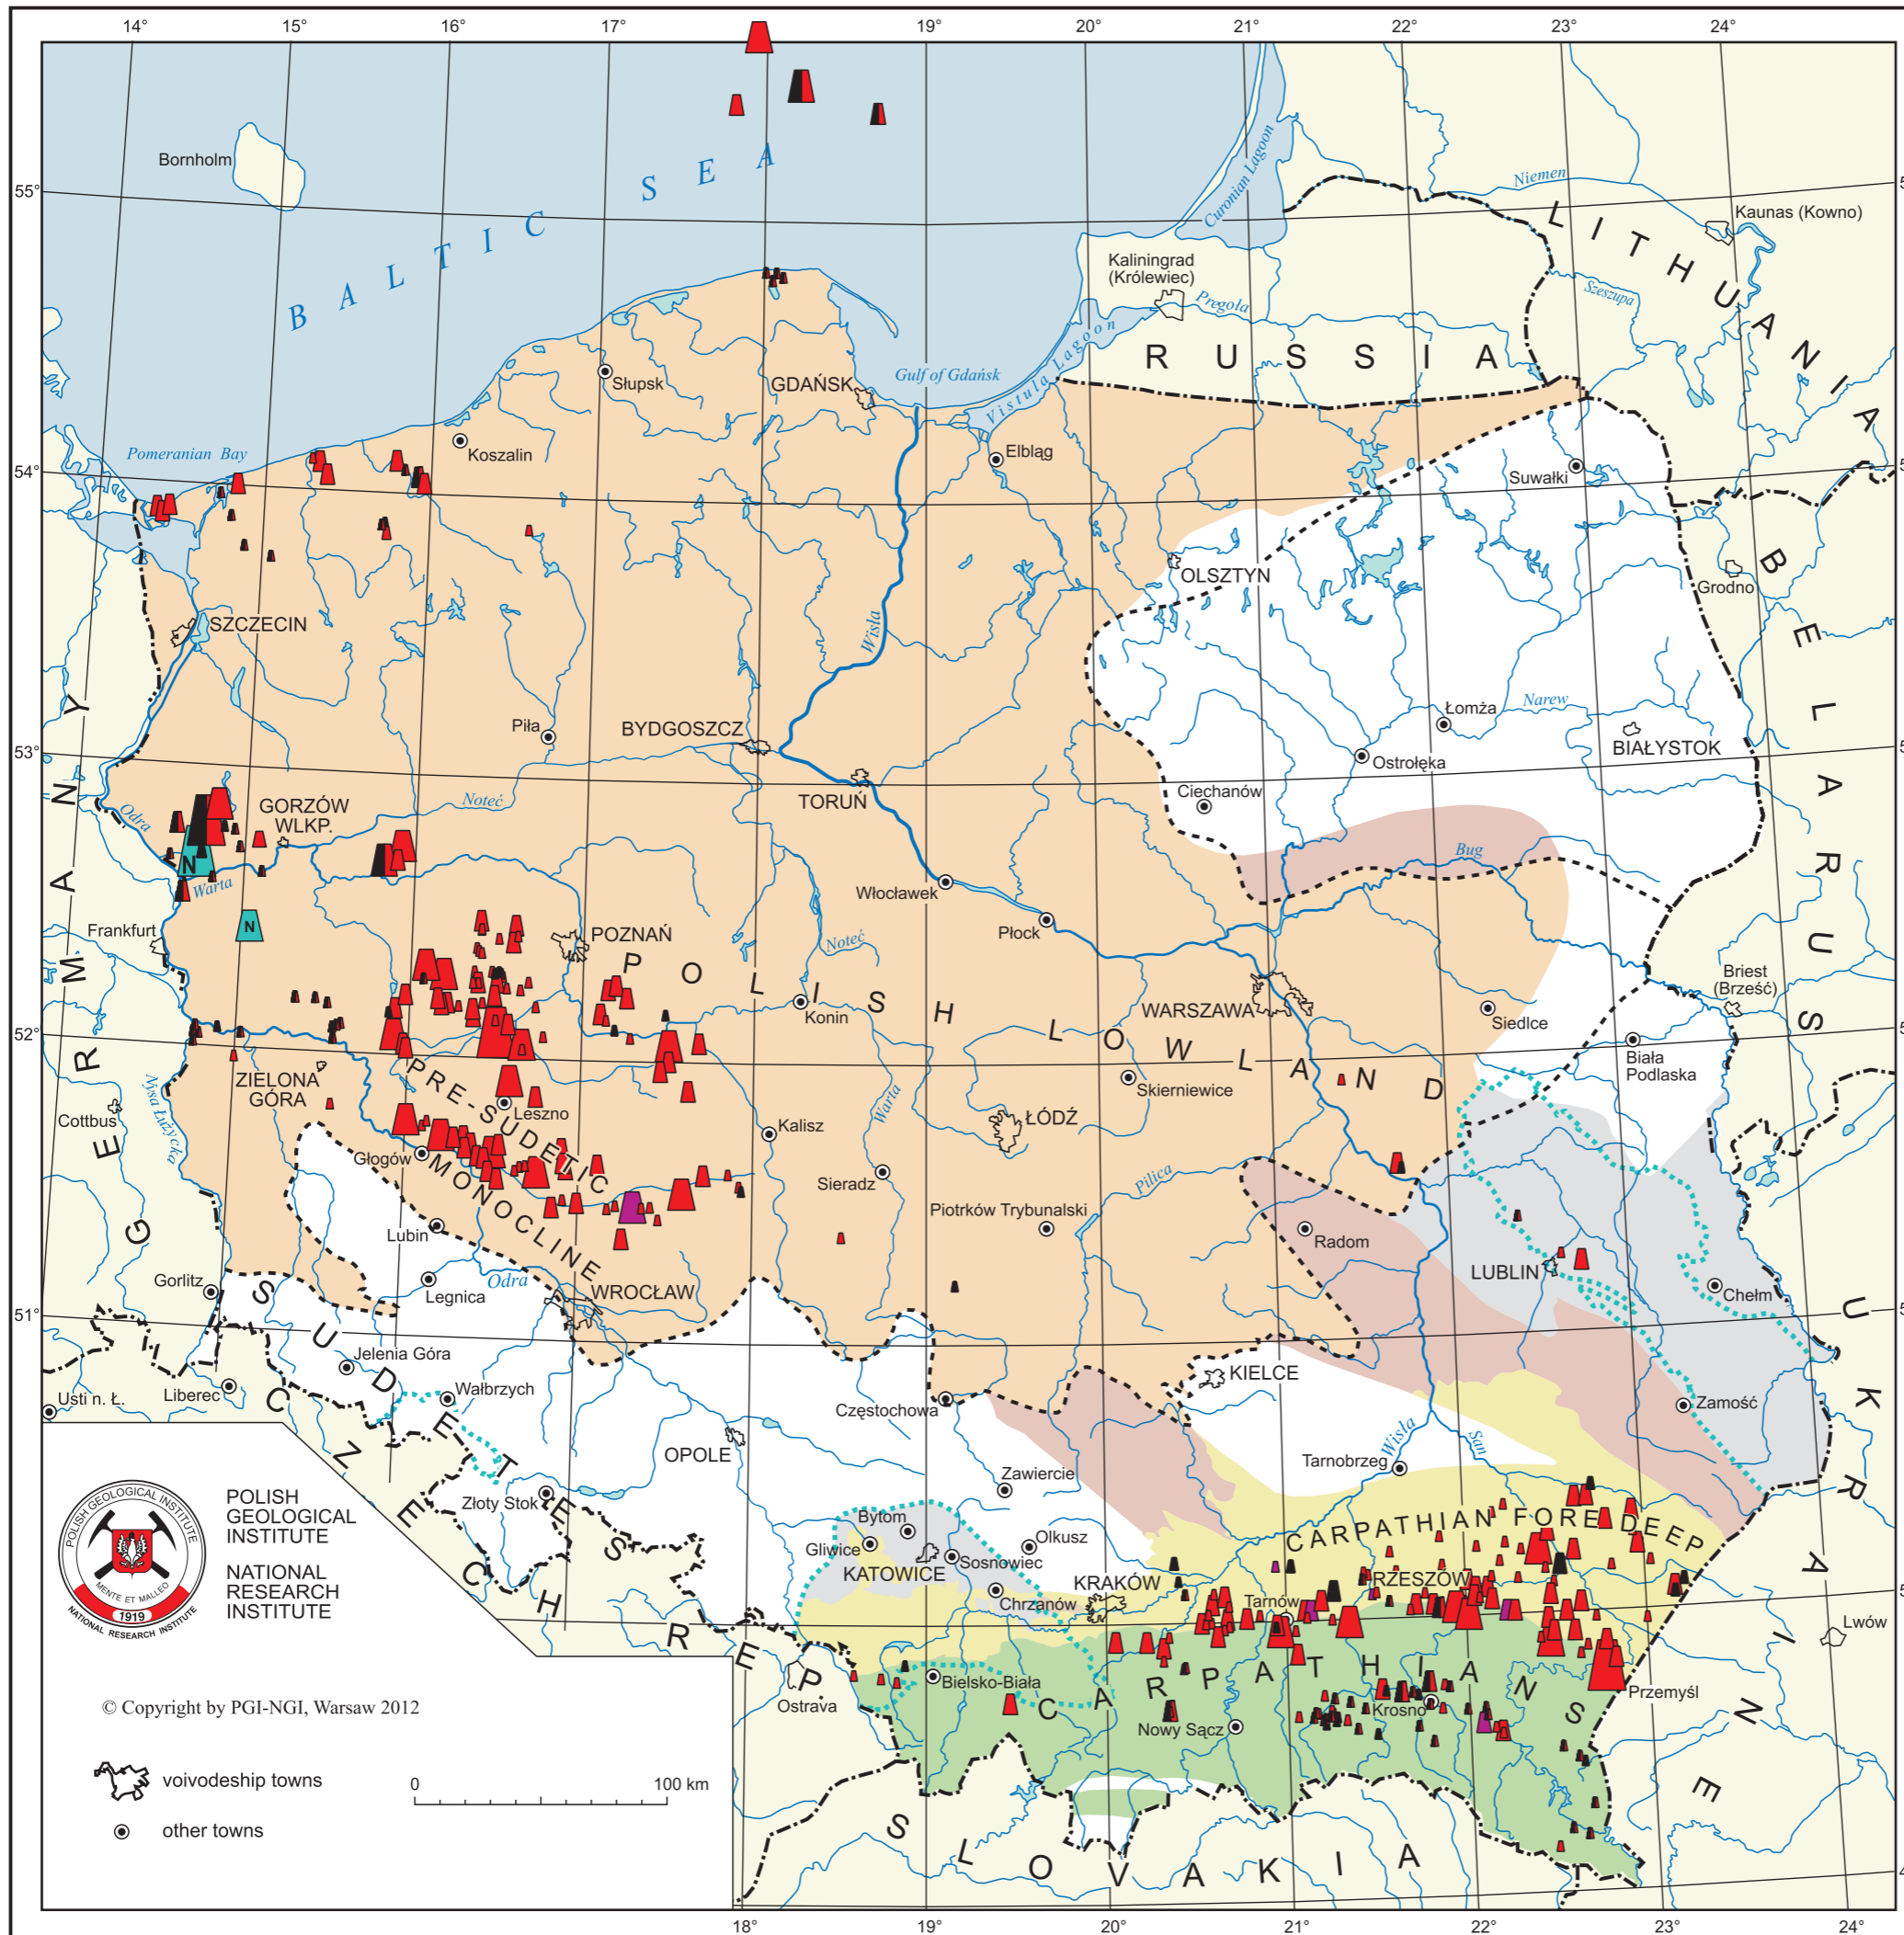 14° 15° 16° 17° 18° 19° 20° 21° 22° 23° 24°
Bornholm
BALTIC SEA
55°
Curonian Lagoon
Niemen
LITHUANIA
Kaunas (Kowno)
Kaliningrad
(Królewiec)
Pregoła
Szeszupa
RUSSIA
Vistula Lagoon
Gulf of Gdańsk
Słupsk
GDAŃSK
Koszalin
Elbląg
Pomeranian Bay
54°
Suwałki
OLSZTYN
Grodno
BELARUS
SZCZECIN
Wisła
GERMANY
Piła
BYDGOSZCZ
Łomża
Narew
BIAŁYSTOK
53°
Ostrołęka
TORUŃ
Ciechanów
Odra
GORZÓW
WLKP.
Noteć
Bug
N
Warta
Włocławek
N
Frankfurt
POZNAŃ
Płock
Noteć
POLISH LOWLAND
Briest
(Brześć)
Konin
WARSZAWA
Siedlce
52°
Biała
Podlaska
ZIELONA
GÓRA
PRE-SUDETIC
MONOCLINE
Skierniewice
Nysa Łużycka
Cottbus
Leszno
Warta
ŁÓDŹ
Kalisz
Głogów
Sieradz
Pilica
Piotrków Trybunalski
Lubin
Radom
LUBLIN
Gorlitz
Odra
Legnica
WROCŁAW
Chełm
51°
UKRAINE
SUDETES
Jelenia Góra
KIELCE
Liberec
Wałbrzych
Usti n. Ł.
Częstochowa
Zamość
CZECH REP.
OPOLE
Wisła
San
Tarnobrzeg
Zawiercie
Złoty Stok
Bytom
CARPATHIAN FOREDEEP
Olkusz
Gliwice
Sosnowiec
KATOWICE
KRAKÓW
RZESZÓW
Chrzanów
Tarnów
Lwów
POLISH GEOLOGICAL INSTITUTE
MENTE ET MALLEO
1919
NATIONAL RESEARCH INSTITUTE
POLISH
GEOLOGICAL
INSTITUTE
NATIONAL
RESEARCH
INSTITUTE
CARPATHIANS
Bielsko-Biała
Ostrava
Przemyśl
Krosno
Nowy Sącz
© Copyright by PGI-NGI, Warsaw 2012
voivodeship towns
0 100 km
other towns
SLOVAKIA
18° 19° 20° 21° 22° 23° 24°